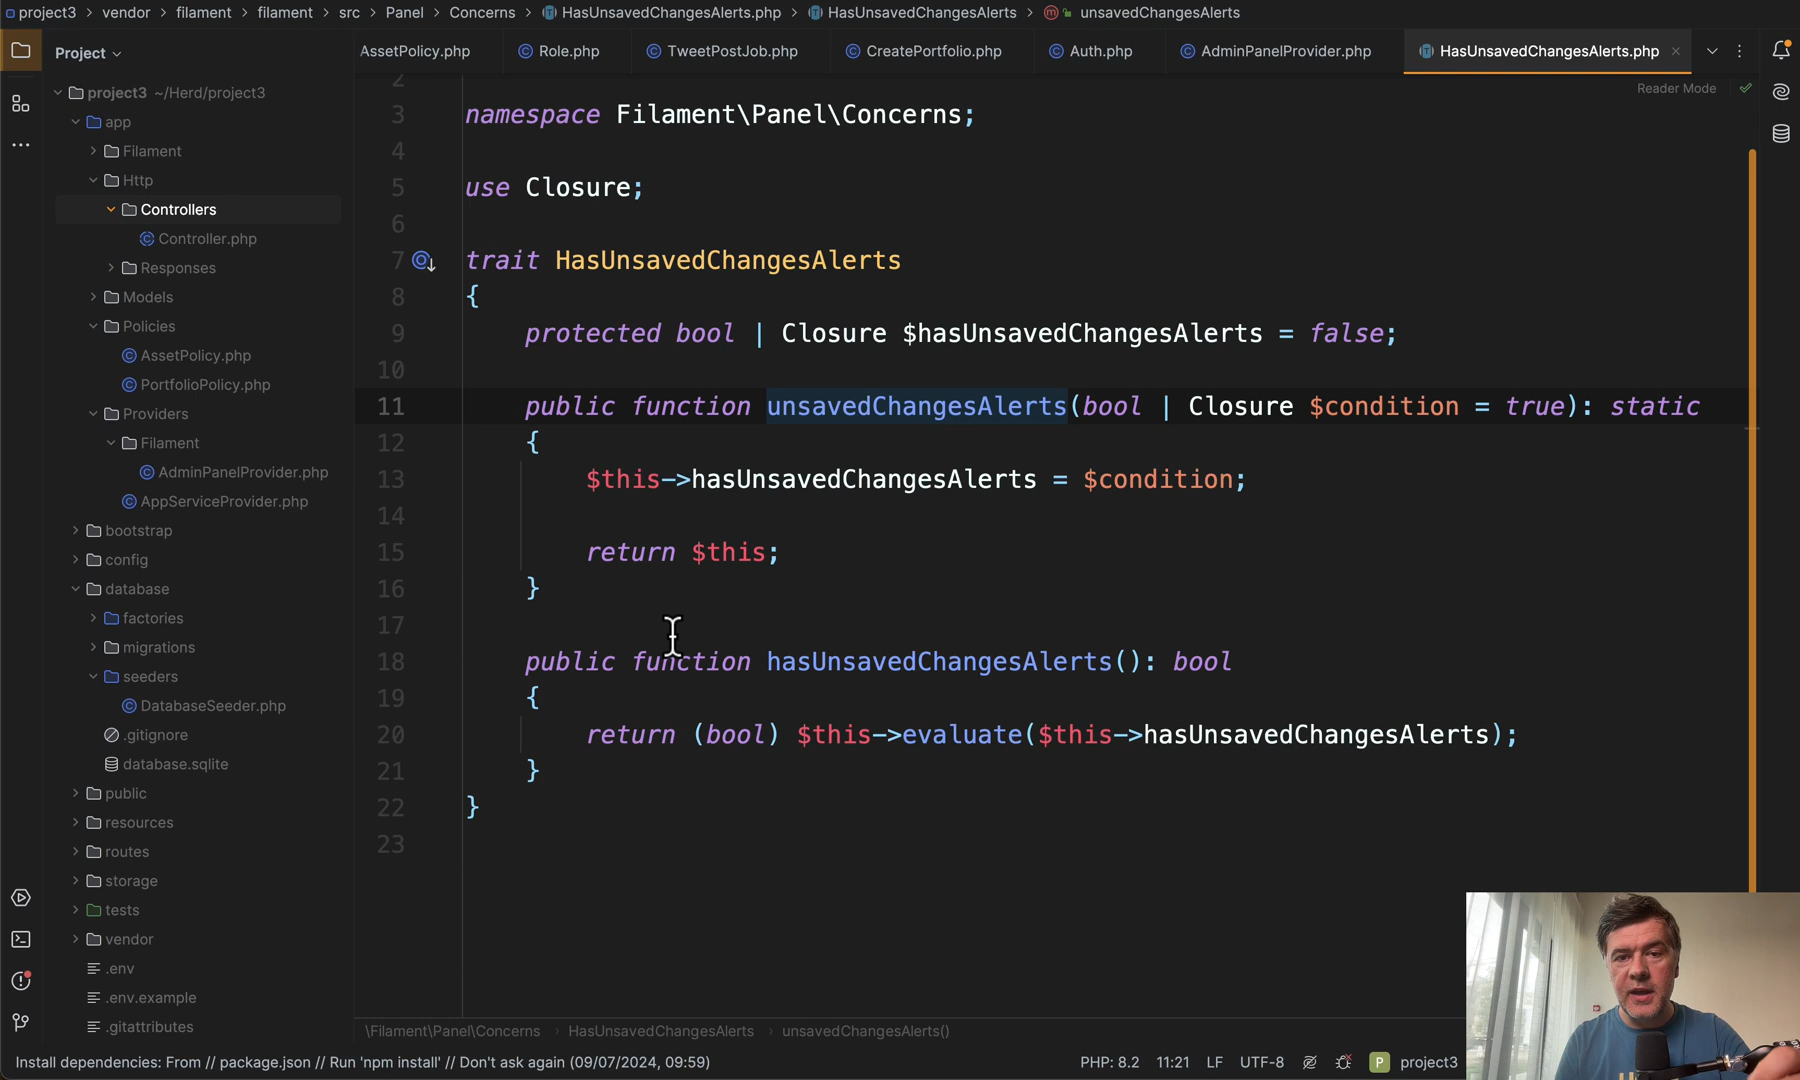 project3 > vendor > filament > filament > src > Panel > Concerns > HasUnsavedChangesAlerts.php > HasUnsavedChangesAlerts > unsavedChangesAlerts
Project
AssetPolicy.php
Role.php
TweetPostJob.php
CreatePortfolio.php
Auth.php
AdminPanelProvider.php
HasUnsavedChangesAlerts.php
Reader Mode
project3 ~/Herd/project3
app
Filament
Http
Controllers
Controller.php
Responses
Models
Policies
AssetPolicy.php
PortfolioPolicy.php
Providers
Filament
AdminPanelProvider.php
AppServiceProvider.php
bootstrap
config
database
factories
migrations
seeders
DatabaseSeeder.php
.gitignore
database.sqlite
public
resources
routes
storage
tests
vendor
.env
.env.example
.gitattributes
2
3 namespace Filament\Panel\Concerns;
4
5 use Closure;
6
7 trait HasUnsavedChangesAlerts
8 {
9 protected bool | Closure $hasUnsavedChangesAlerts = false;
10
11 public function unsavedChangesAlerts(bool | Closure $condition = true): static
12 {
13 $this->hasUnsavedChangesAlerts = $condition;
14
15 return $this;
16 }
17
18 public function hasUnsavedChangesAlerts(): bool
19 {
20 return (bool) $this->evaluate($this->hasUnsavedChangesAlerts);
21 }
22 }
23
\Filament\Panel\Concerns > HasUnsavedChangesAlerts > unsavedChangesAlerts()
Install dependencies: From // package.json // Run 'npm install' // Don't ask again (09/07/2024, 09:59)
PHP: 8.2 11:21 LF UTF-8 P project3